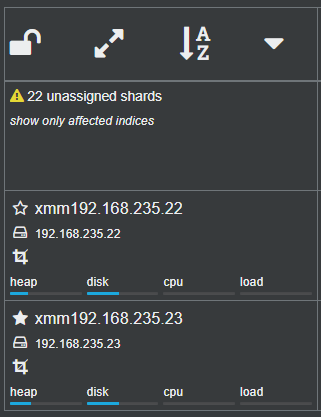 A
Z
22 unassigned shards
show only affected indices
xmm192.168.235.22
192.168.235.22
heap disk cpu load
xmm192.168.235.23
192.168.235.23
heap disk cpu load